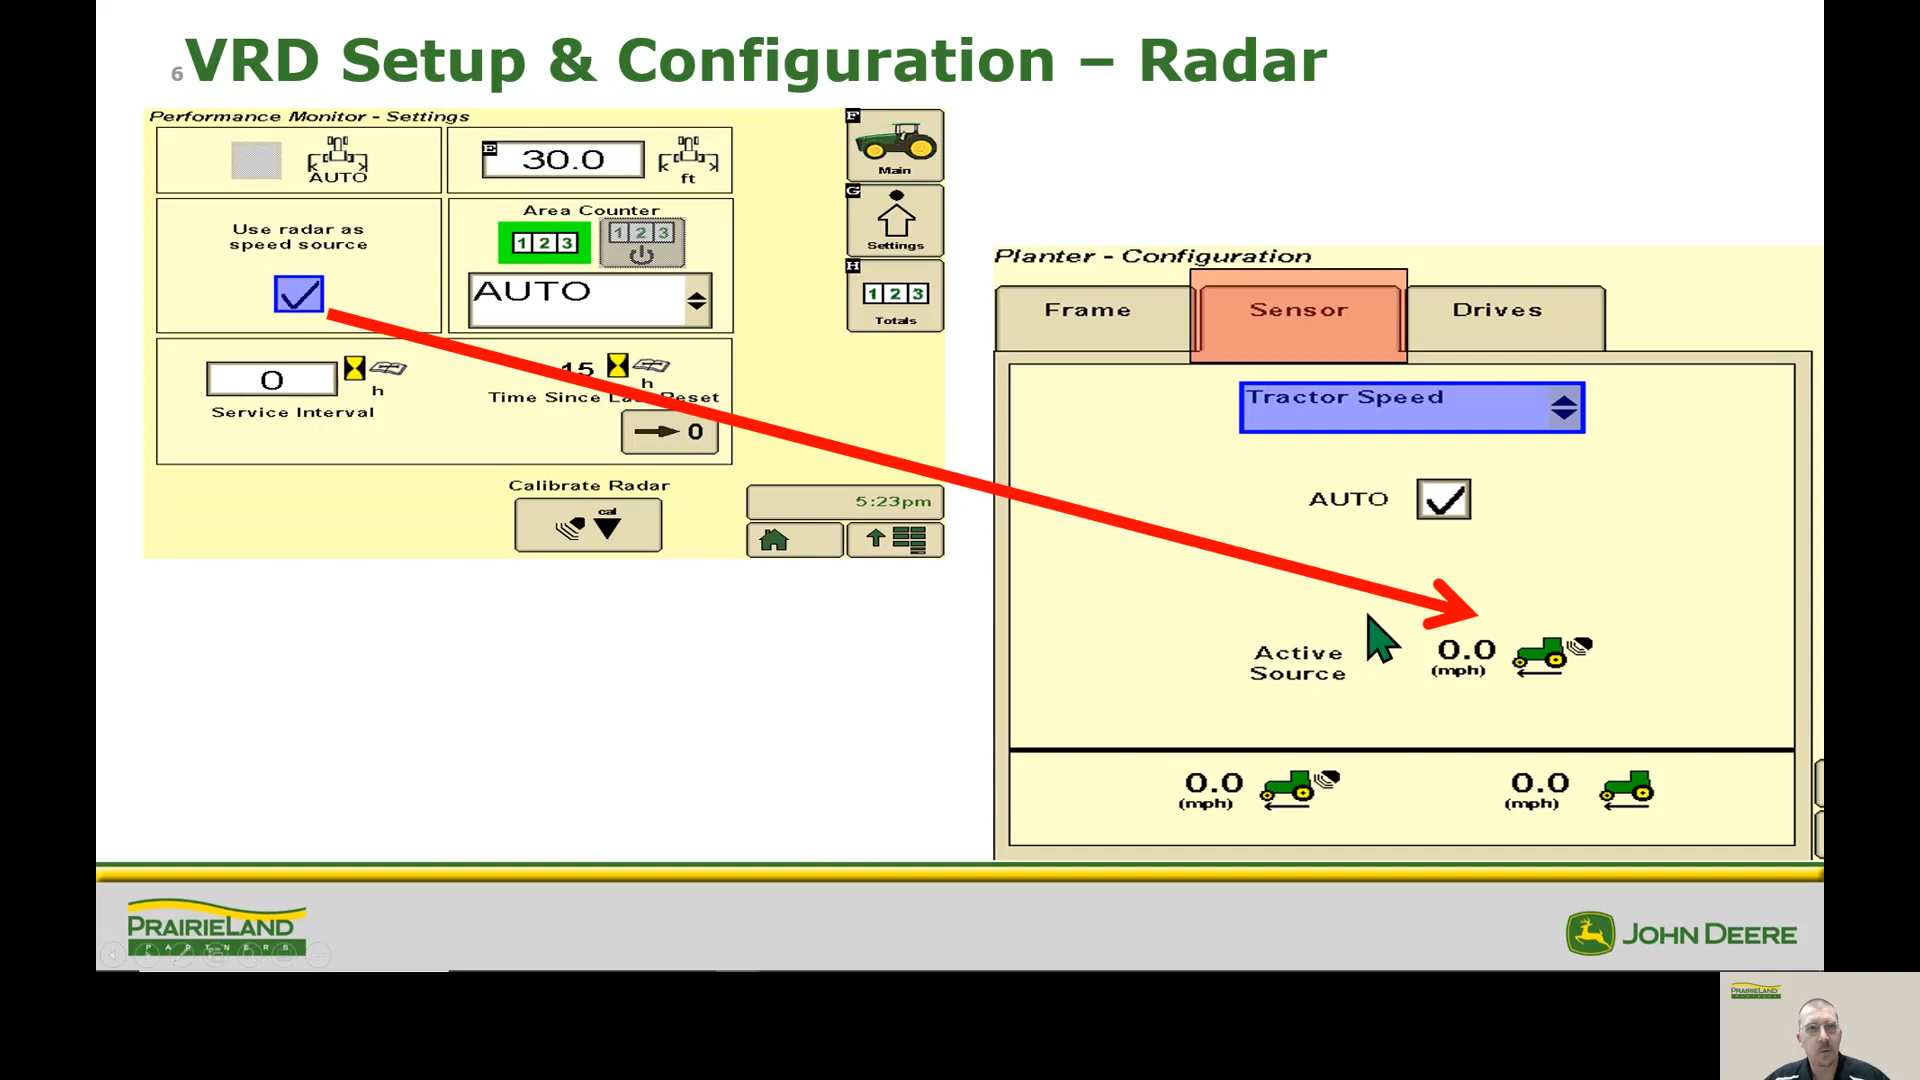 6 VRD Setup & Configuration – Radar
Performance Monitor - Settings
AUTO
E 30.0 ft
Use radar as
speed source
Area Counter
1 2 3
1 2 3
AUTO
0 h
Service Interval
15 h
Time Since Last Reset
0
Calibrate Radar
cal
F
Main
G
Settings
H
1 2 3
Totals
5:23pm
Planter - Configuration
Frame
Sensor
Drives
Tractor Speed
AUTO
Active
Source
0.0
(mph)
0.0
(mph)
0.0
(mph)
PRAIRIELAND
PARTNERS
JOHN DEERE
PRAIRIELAND